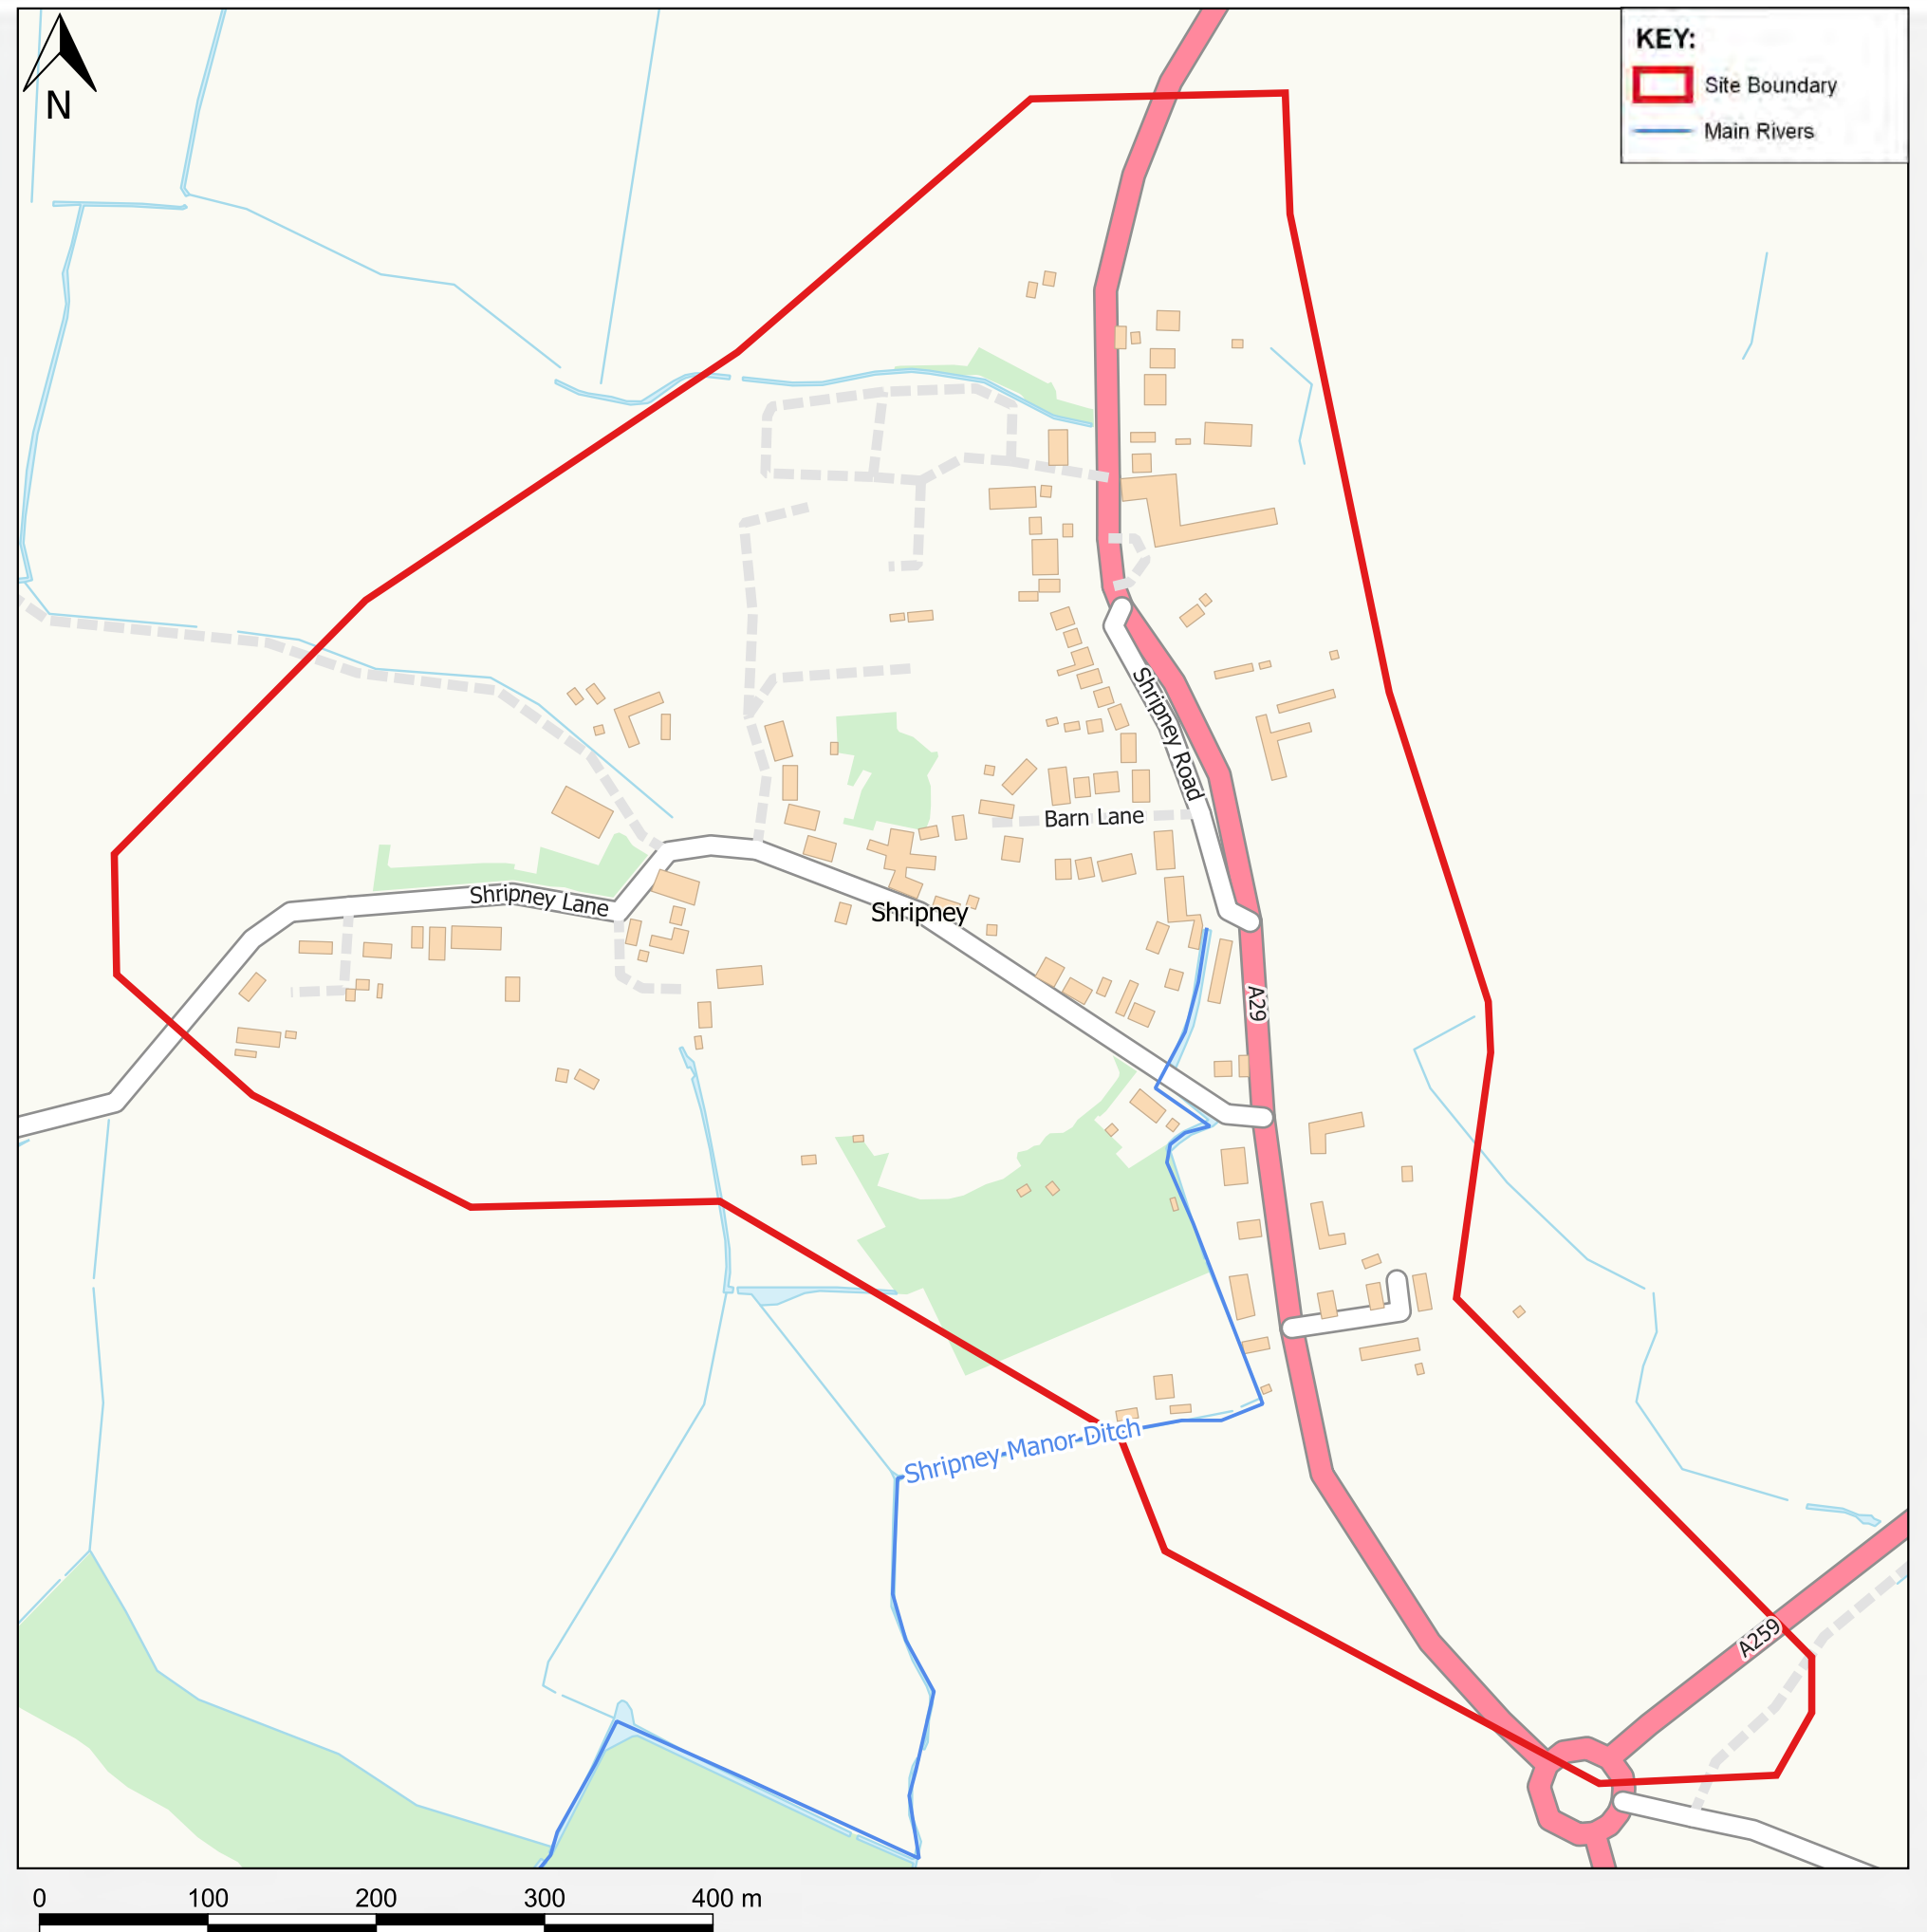 N
KEY:
Site Boundary
Main Rivers
Shripney Road
Barn Lane
Shripney Lane
Shripney
A29
Shripney-Manor-Ditch
A259
0 100 200 300 400 m